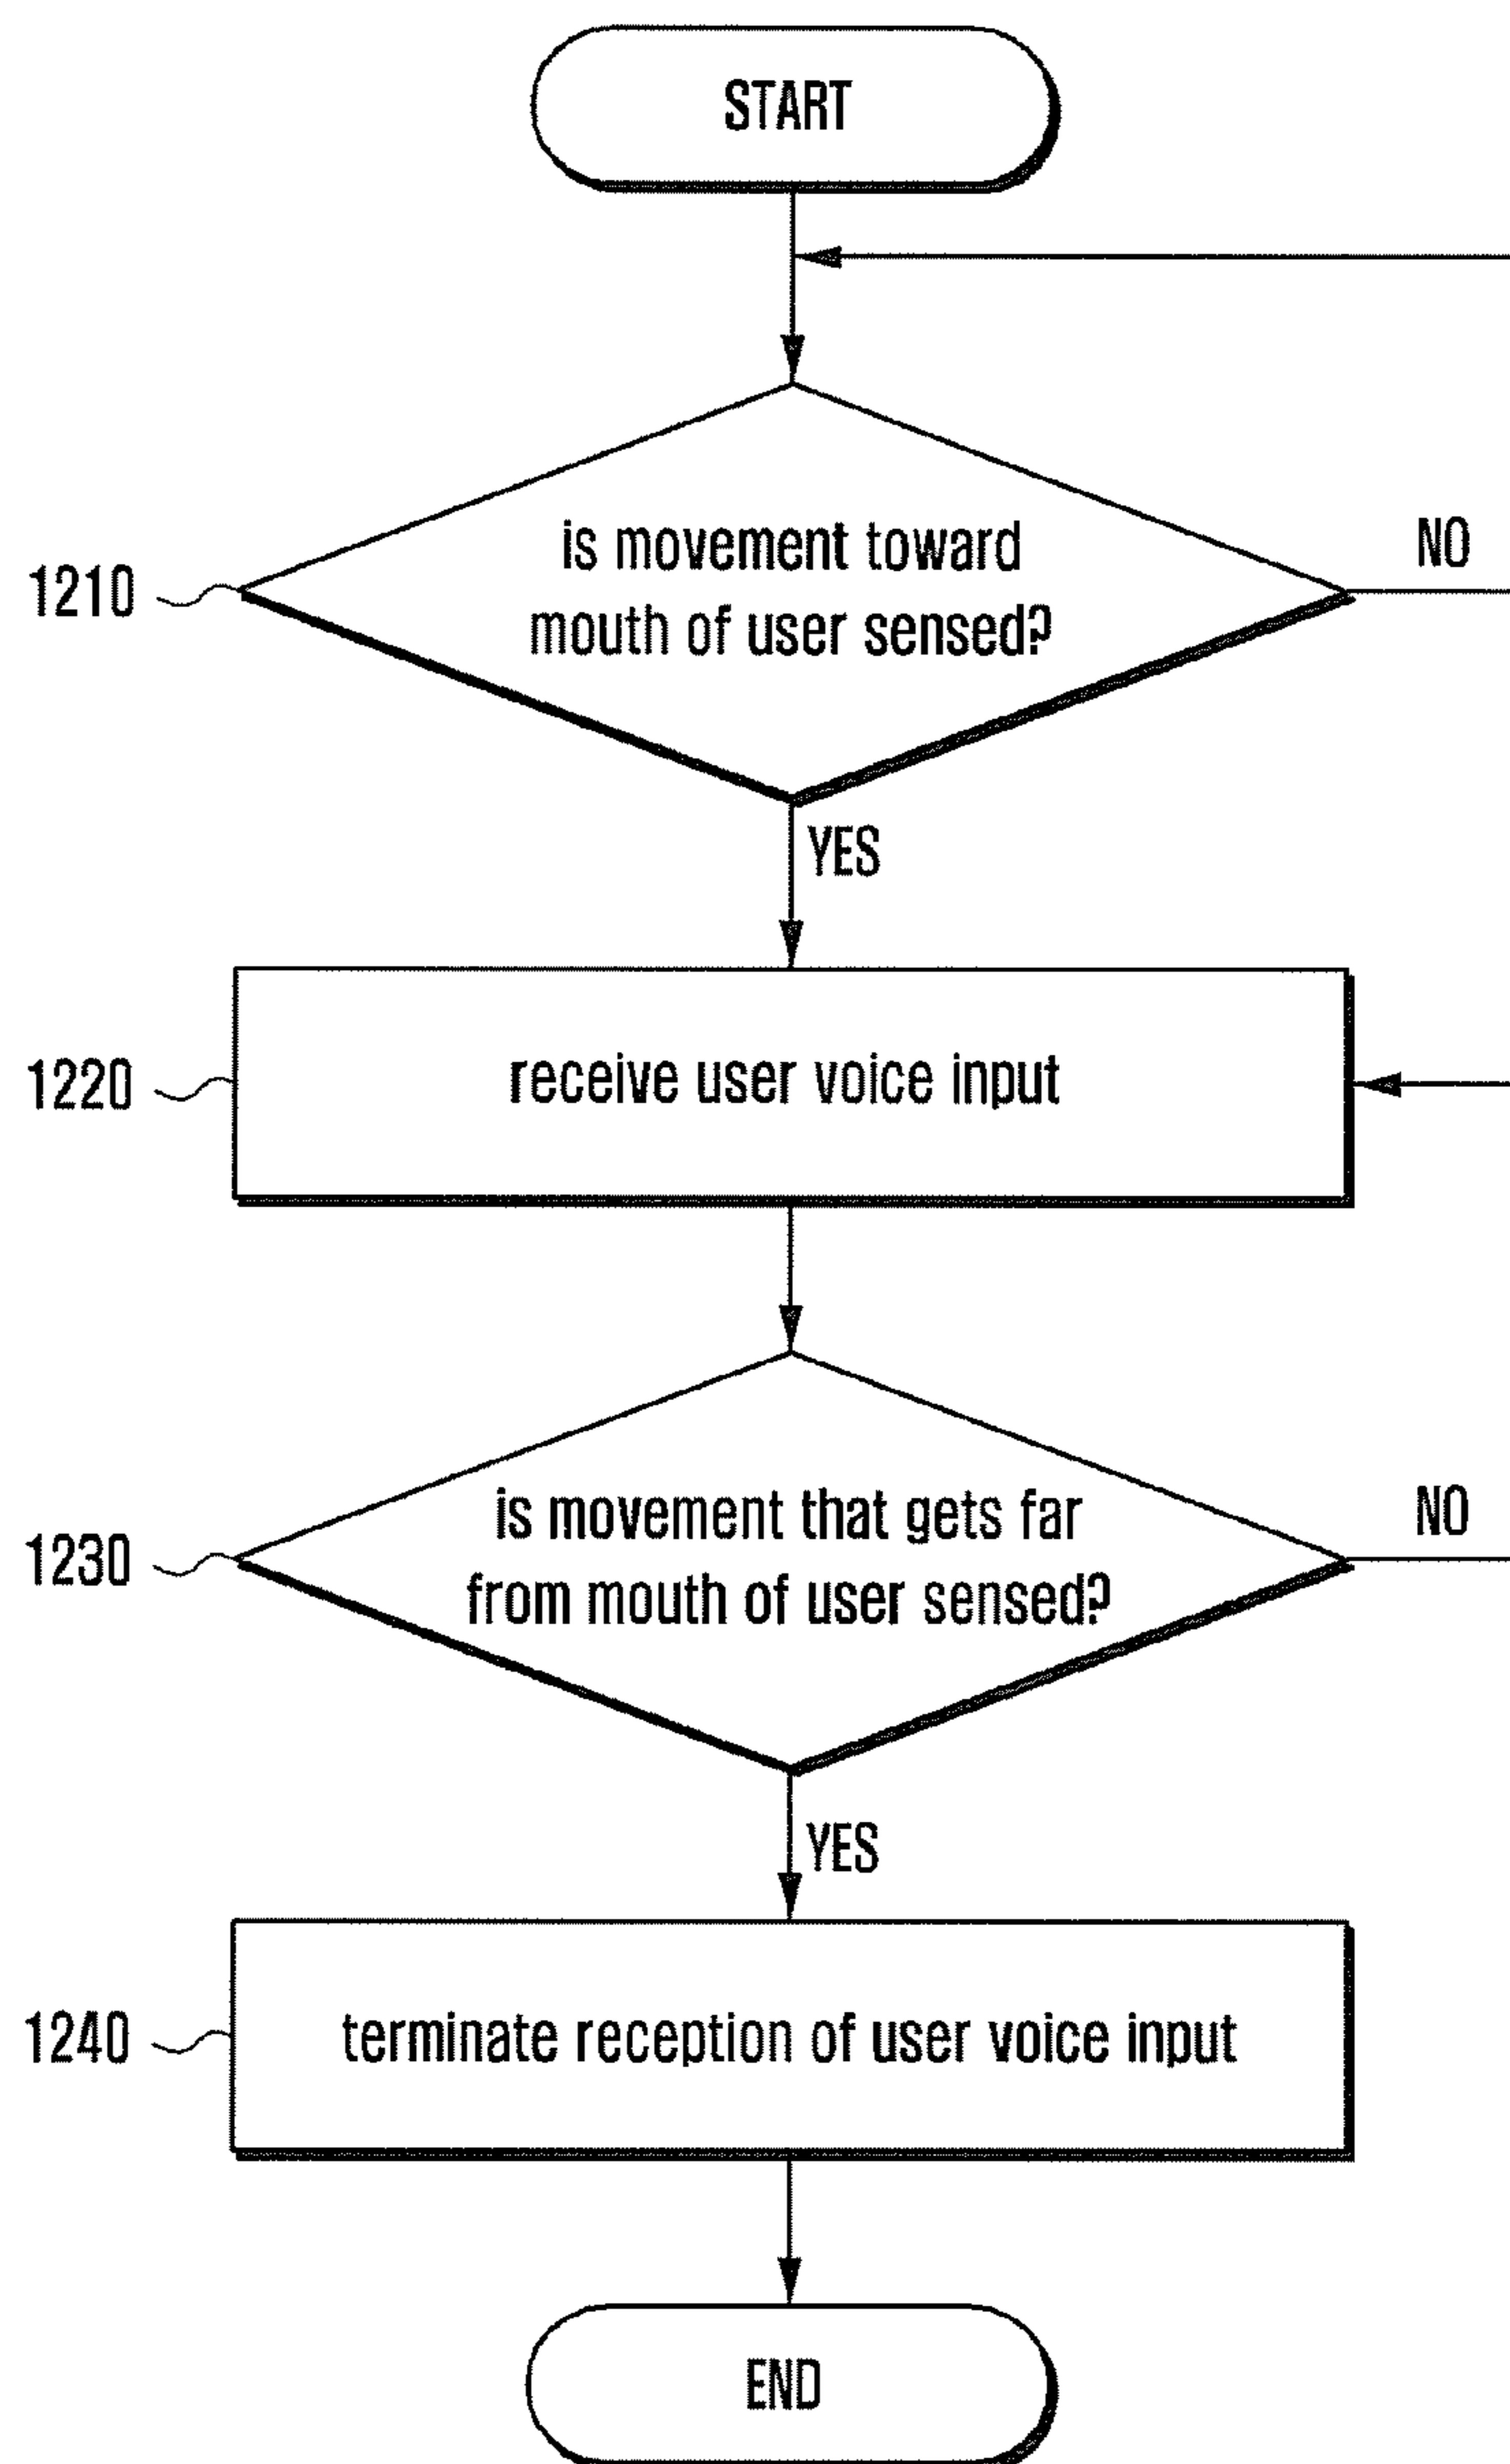 START
is movement toward
mouth of user sensed?
NO
1210
YES
receive user voice input
1220
is movement that gets far
from mouth of user sensed?
NO
1230
YES
terminate reception of user voice input
1240
END